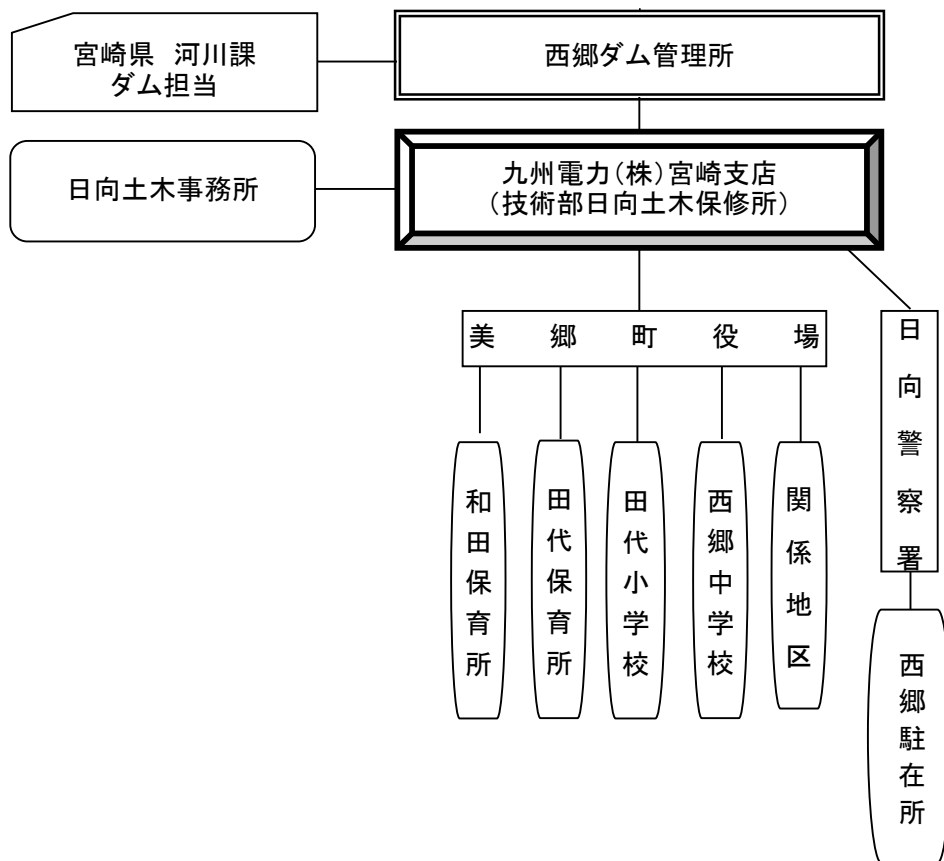 宮崎県　河川課
ダム担当
西郷ダム管理所
日向土木事務所
九州電力（株）宮崎支店
（技術部日向土木保修所）
美郷町役場
日向警察署
和田保育所
田代保育所
田代小学校
西郷中学校
関係地区
西郷駐在所